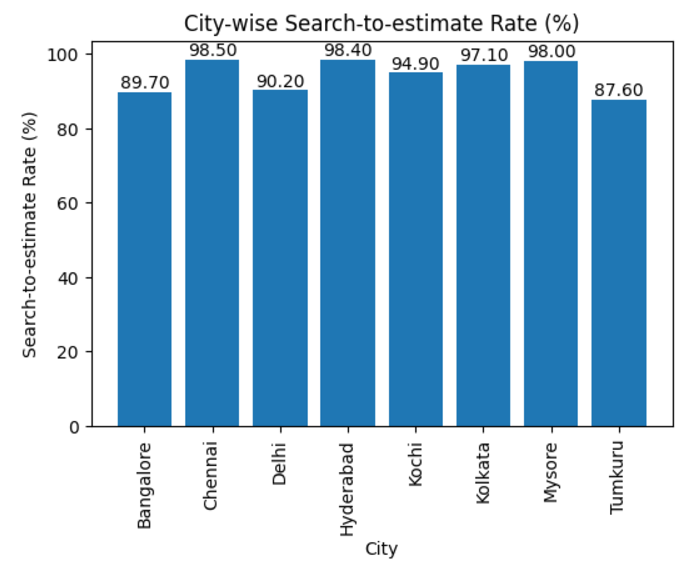 City-wise Search-to-estimate Rate (%)
Search-to-estimate Rate (%)
100
80
60
40
20
0
89.70
98.50
90.20
98.40
94.90
97.10
98.00
87.60
Bangalore
Chennai
Delhi
Hyderabad
Kochi
Kolkata
Mysore
Tumkuru
City